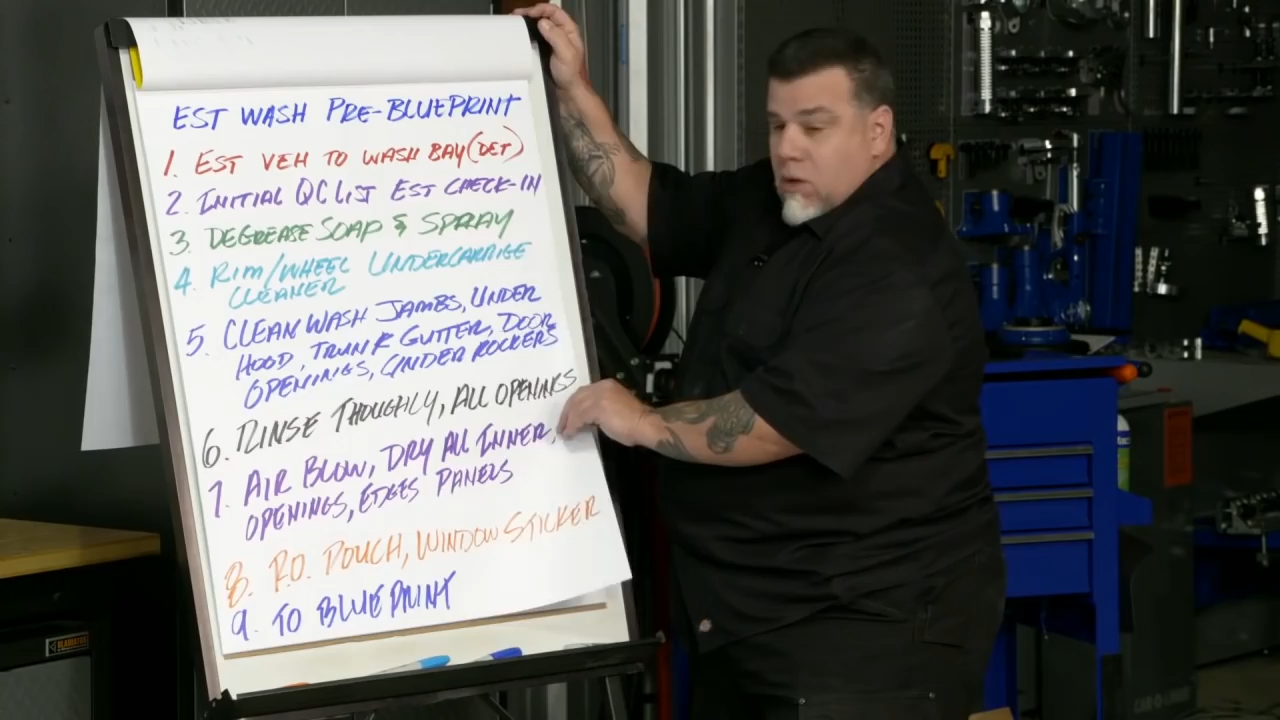 EST WASH PRE-BLUEPRINT
1. EST VEH TO WASH BAY (DET)
2. INITIAL QC LIST EST CHECK-IN
3. DEGREASE SOAP & SPRAY
4. RIM/WHEEL UNDERCARRIGE
CLEANER
5. CLEAN WASH JAMBS, UNDER
HOOD, TRUNK GUTTER, DOOR
OPENINGS, UNDER ROCKERS
6. RINSE THOUGHLY, ALL OPENINGS
7. AIR BLOW, DRY ALL INNER,
OPENINGS, EDGES PANELS
8. R.O. POUCH, WINDOW STICKER
9. TO BLUEPRINT
GLADIATOR